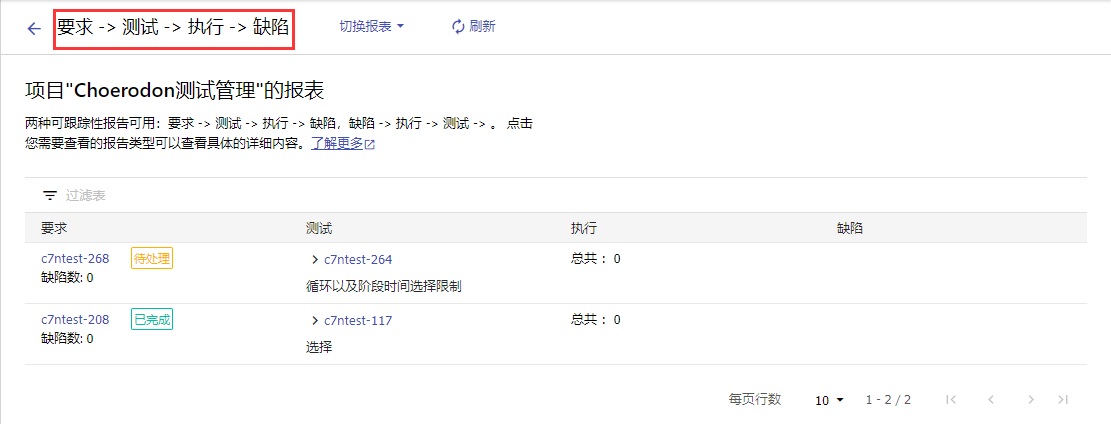 要求 -> 测试 -> 执行 -> 缺陷 切换报表 刷新
项目"Choerodon测试管理"的报表
两种可跟踪性报告可用：要求 -> 测试 -> 执行 -> 缺陷，缺陷 -> 执行 -> 测试 -> 。 点击
您需要查看的报告类型可以查看具体的详细内容。了解更多
过滤表
要求 测试 执行 缺陷
c7ntest-268 待处理 c7ntest-264 总共： 0
缺陷数: 0
循环以及阶段时间选择限制
c7ntest-208 已完成 c7ntest-117 总共： 0
缺陷数: 0
选择
每页行数 10 1 - 2 / 2